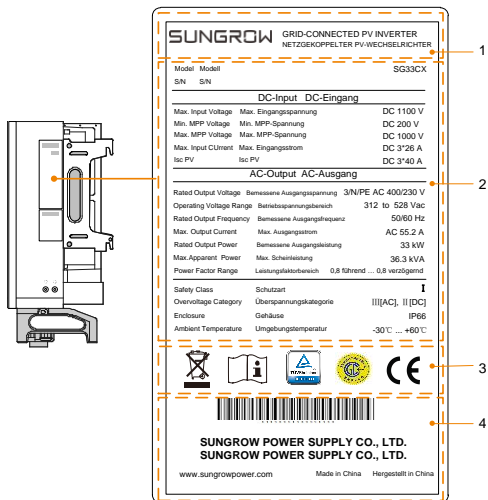 SUNGROW GRID-CONNECTED PV INVERTER
NETZGEKOPPELTER PV-WECHSELRICHTER
1
Model Modell SG33CX
S/N S/N
DC-Input DC-Eingang
Max. Input Voltage Max. Eingangsspannung DC 1100 V
Min. MPP Voltage Min. MPP-Spannung DC 200 V
Max. MPP Voltage Max. MPP-Spannung DC 1000 V
Max. Input CUrrent Max. Eingangsstrom DC 3*26 A
Isc PV Isc PV DC 3*40 A
AC-Output AC-Ausgang
2
Rated Output Voltage Bemessene Ausgangsspannung 3/N/PE AC 400/230 V
Operating Voltage Range Betriebsspannungsbereich 312 to 528 Vac
Rated Output Frequency Bemessene Ausgangsfrequenz 50/60 Hz
Max. Output Current Max. Ausgangsstrom AC 55.2 A
Rated Output Power Bemessene Ausgangsleistung 33 kW
Max.Apparent Power Max. Scheinleistung 36.3 kVA
Power Factor Range Leistungsfaktorbereich 0,8 führend … 0,8 verzögernd
Safety Class Schutzart I
Overvoltage Category Überspannungskategorie III[AC], II[DC]
Enclosure Gehäuse IP66
Ambient Temperature Umgebungstemperatur -30℃ ... +60℃
i CE
3
4
SUNGROW POWER SUPPLY CO., LTD.
SUNGROW POWER SUPPLY CO., LTD.
www.sungrowpower.com Made in China Hergestellt in China